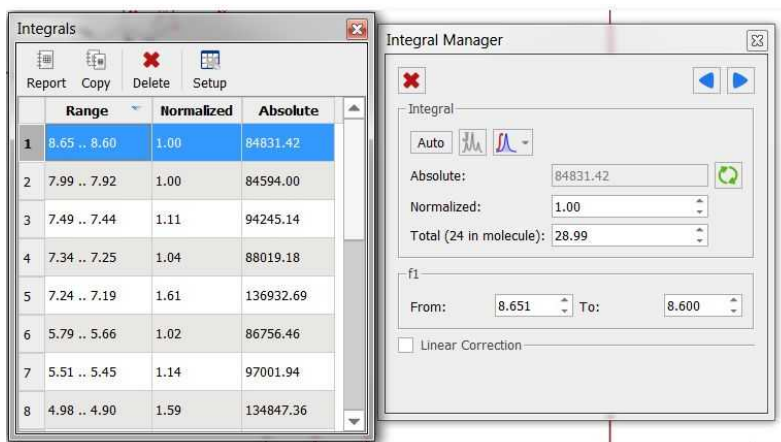 Integrals
Report Copy Delete Setup
Range Normalized Absolute
1 8.65 .. 8.60 1.00 84831.42
2 7.99 .. 7.92 1.00 84594.00
3 7.49 .. 7.44 1.11 94245.14
4 7.34 .. 7.25 1.04 88019.18
5 7.24 .. 7.19 1.61 136932.69
6 5.79 .. 5.66 1.02 86756.46
7 5.51 .. 5.45 1.14 97001.94
8 4.98 .. 4.90 1.59 134847.36
Integral Manager
Integral
Auto
Absolute: 84831.42
Normalized: 1.00
Total (24 in molecule): 28.99
f1
From: 8.651 To: 8.600
Linear Correction